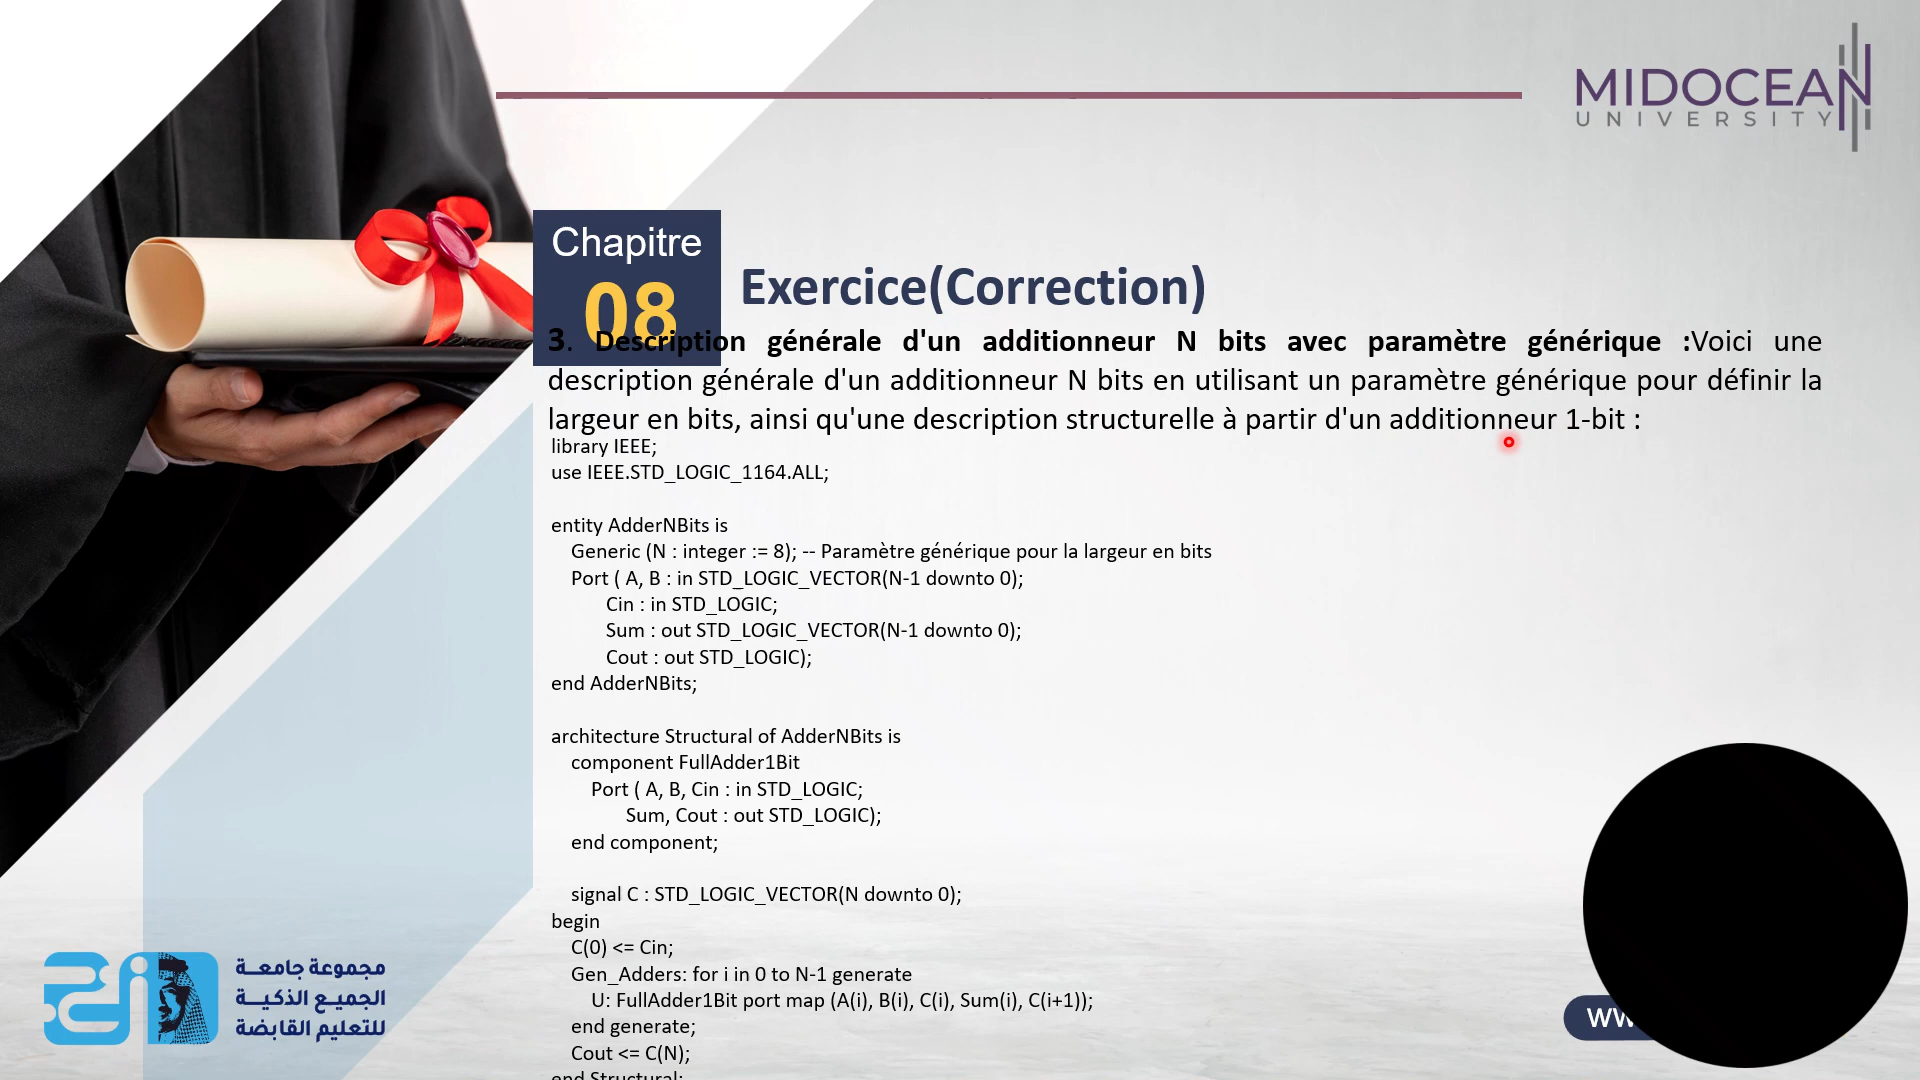 MIDOCEAN
UNIVERSITY
Chapitre
08
Exercice(Correction)
3. Description générale d'un additionneur N bits avec paramètre générique :Voici une
description générale d'un additionneur N bits en utilisant un paramètre générique pour définir la
largeur en bits, ainsi qu'une description structurelle à partir d'un additionneur 1-bit :
library IEEE;
use IEEE.STD_LOGIC_1164.ALL;
entity AdderNBits is
Generic (N : integer := 8); -- Paramètre générique pour la largeur en bits
Port ( A, B : in STD_LOGIC_VECTOR(N-1 downto 0);
Cin : in STD_LOGIC;
Sum : out STD_LOGIC_VECTOR(N-1 downto 0);
Cout : out STD_LOGIC);
end AdderNBits;
architecture Structural of AdderNBits is
component FullAdder1Bit
Port ( A, B, Cin : in STD_LOGIC;
Sum, Cout : out STD_LOGIC);
end component;
signal C : STD_LOGIC_VECTOR(N downto 0);
begin
C(0) <= Cin;
Gen_Adders: for i in 0 to N-1 generate
U: FullAdder1Bit port map (A(i), B(i), C(i), Sum(i), C(i+1));
end generate;
Cout <= C(N);
end Structural;
مجموعة جامعة
الجميع الذكية
للتعليم القابضة